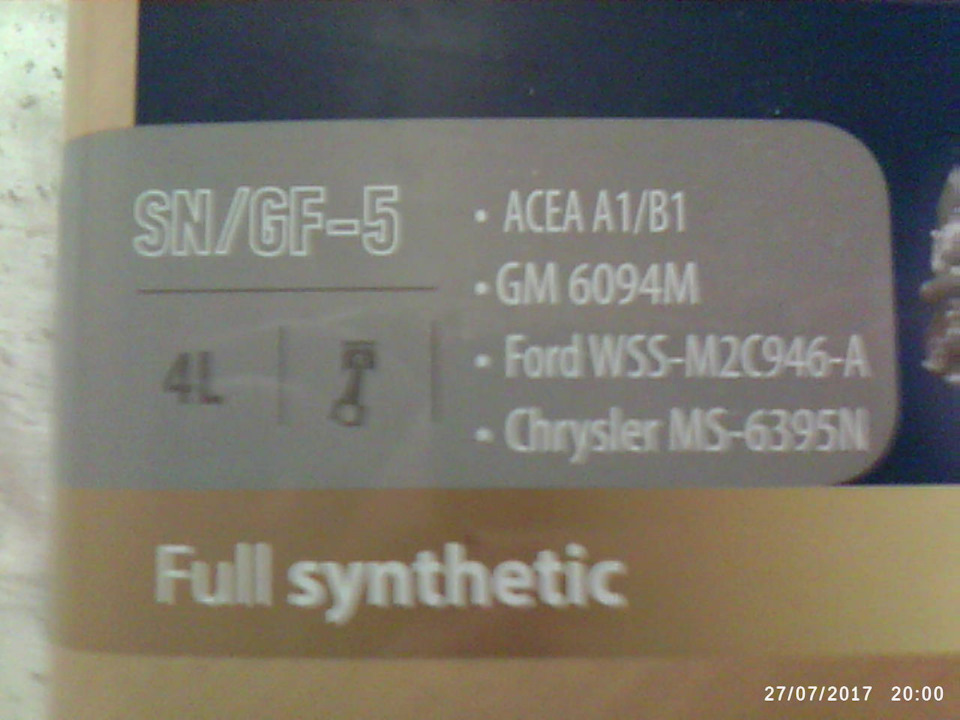 SN/GF-5
4L
• ACEA A1/B1
• GM 6094M
• Ford WSS-M2C946-A
• Chrysler MS-6395N
Full synthetic
27/07/2017 20:00